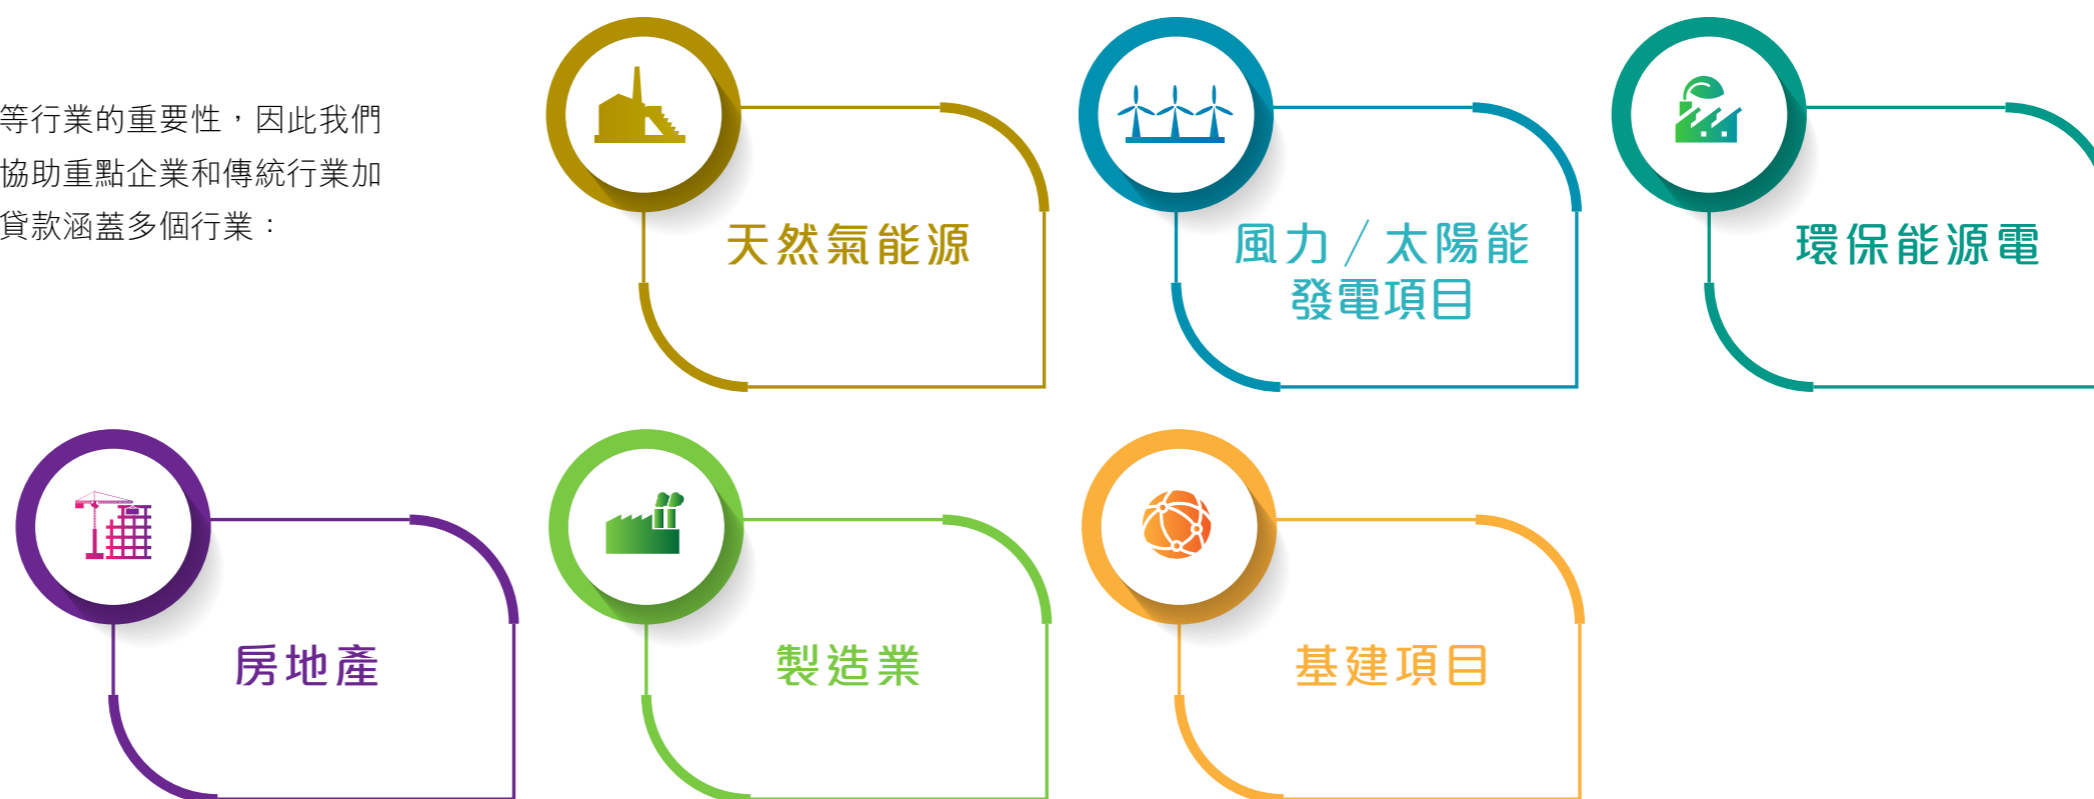 等行業的重要性，因此我們
協助重點企業和傳統行業加
貸款涵蓋多個行業：
天然氣能源
風力／太陽能
發電項目
環保能源電
房地產
製造業
基建項目